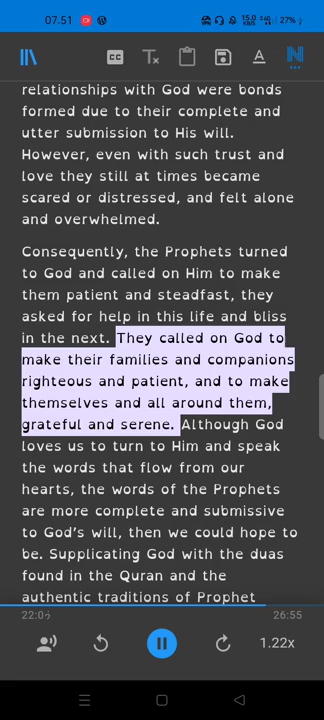 07.51
15.0
KB/S
27%
CC
relationships with God were bonds
formed due to their complete and
utter submission to His will.
However, even with such trust and
love they still at times became
scared or distressed, and felt alone
and overwhelmed.
Consequently, the Prophets turned
to God and called on Him to make
them patient and steadfast, they
asked for help in this life and bliss
in the next. They called on God to
make their families and companions
righteous and patient, and to make
themselves and all around them,
grateful and serene. Although God
loves us to turn to Him and speak
the words that flow from our
hearts, the words of the Prophets
are more complete and submissive
to God's will, then we could hope to
be. Supplicating God with the duas
found in the Quran and the
authentic traditions of Prophet
26:55
1.22x